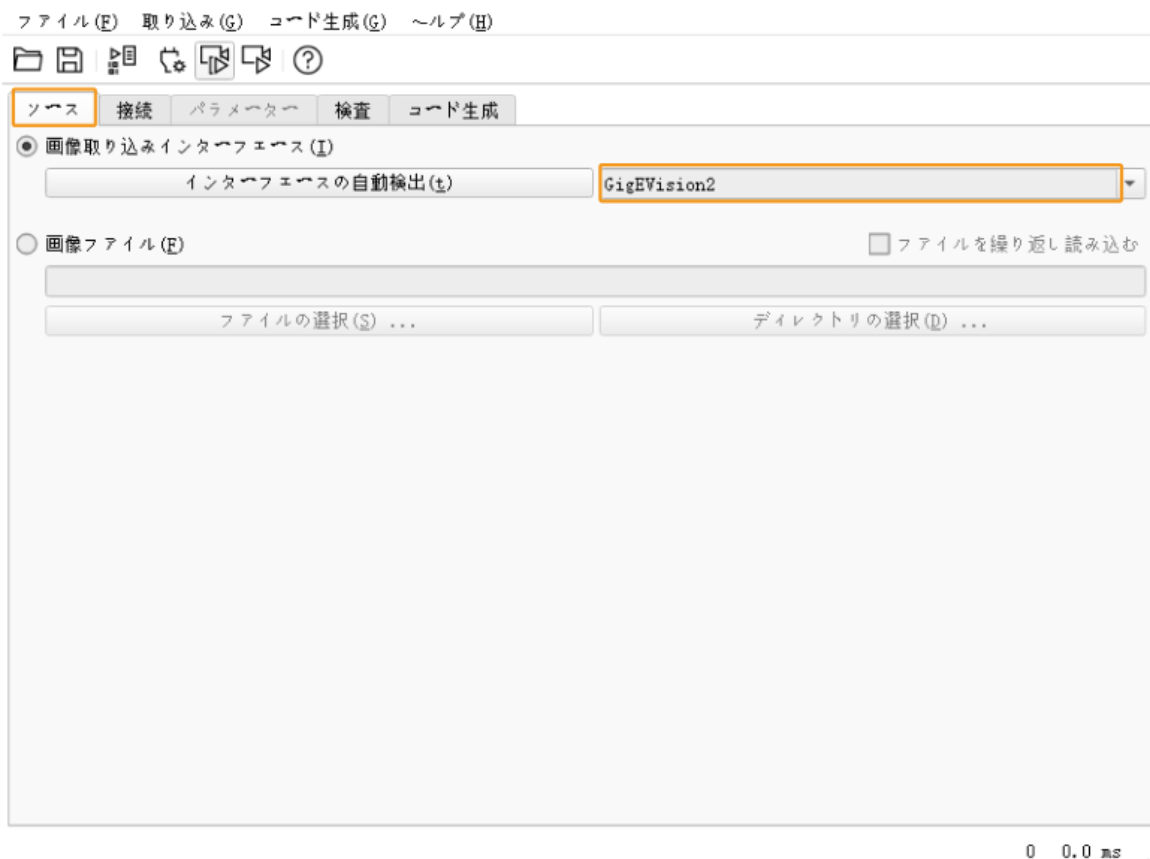 ファイル(F) 取り込み(G) コード生成(G) ヘルプ(H)
ソース 接続 パラメーター 検査 コード生成
画像取り込みインターフェース(I)
インターフェースの自動検出(t) GigEVision2
画像ファイル(F) ファイルを繰り返し読み込む
ファイルの選択(S) ... ディレクトリの選択(D) ...
0 0.0 ms